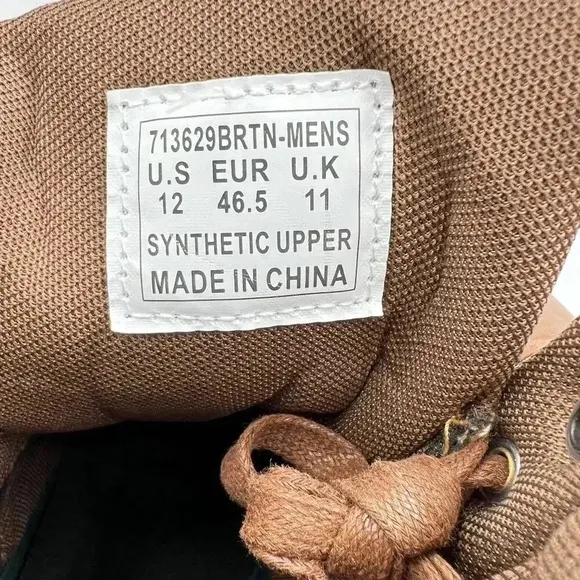 713629BRTN-MENS
U.S EUR U.K
12 46.5 11
SYNTHETIC UPPER
MADE IN CHINA